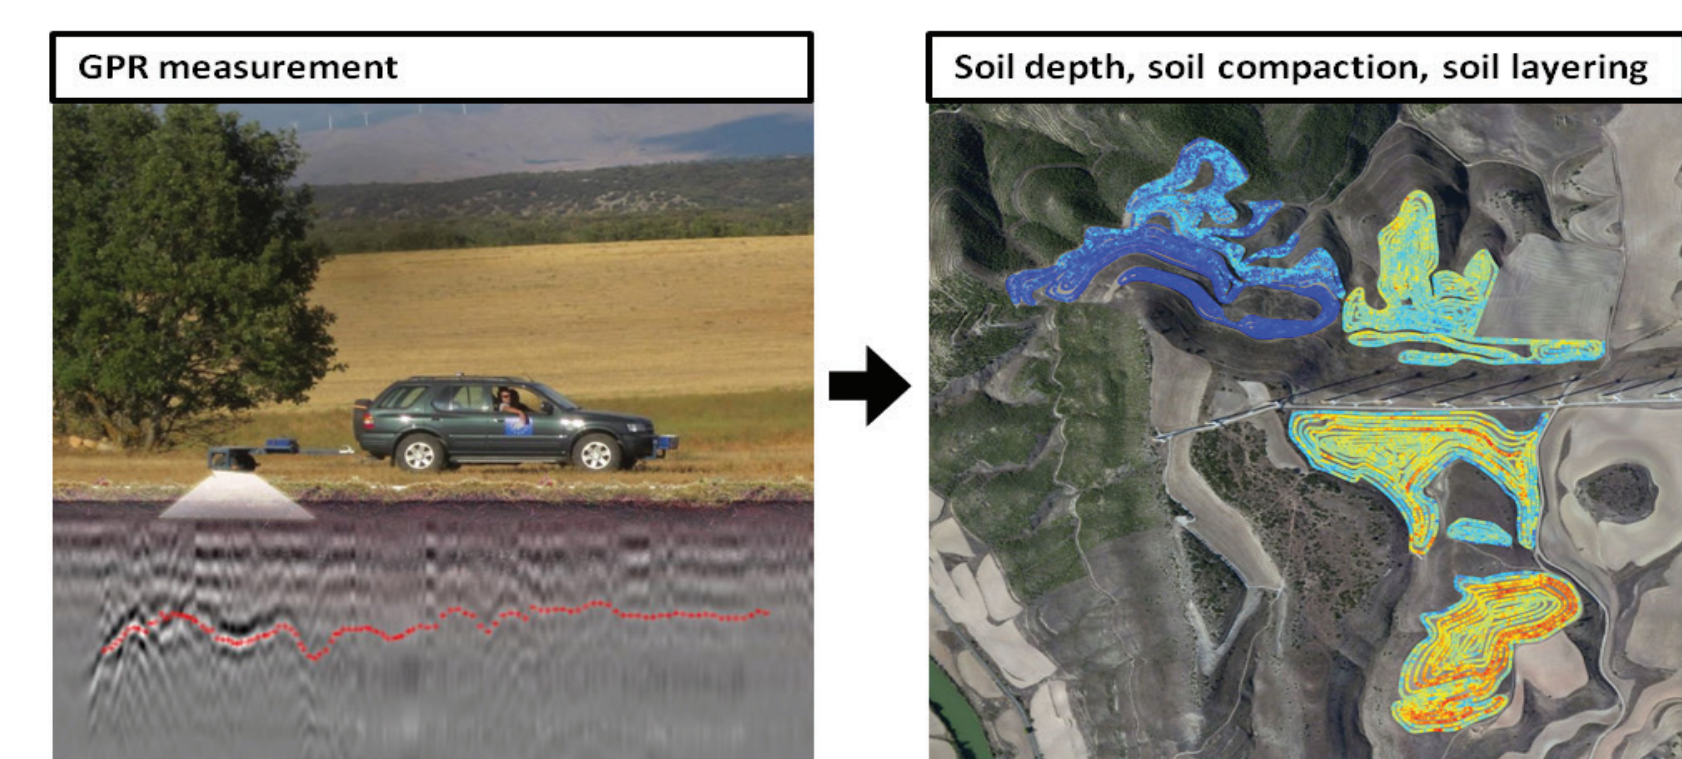 GPR measurement
Soil depth, soil compaction, soil layering